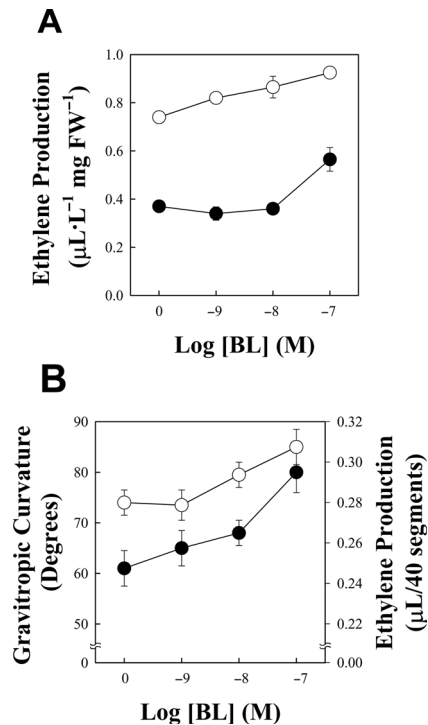 A
Ethylene Production
(μL·L⁻¹ mg FW⁻¹)
1.0
0.8
0.6
0.4
0.2
0.0
0
−9
−8
−7
Log [BL] (M)
B
Gravitropic Curvature
(Degrees)
90
80
70
60
50
0
0.32
0.30
0.28
0.26
0.24
0.22
0.00
Ethylene Production
(μL/40 segments)
0
−9
−8
−7
Log [BL] (M)